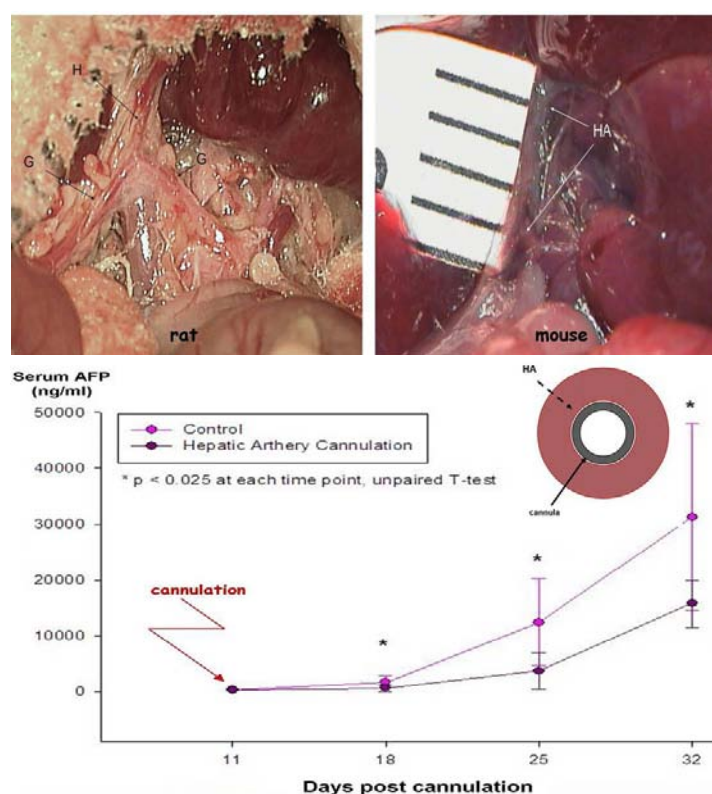 H
G
G
rat
HA
mouse
Serum AFP
(ng/ml)
50000
40000
30000
20000
10000
0
Control
Hepatic Arthery Cannulation
* p < 0.025 at each time point, unpaired T-test
cannulation
*
*
*
HA
cannula
11
18
25
32
Days post cannulation